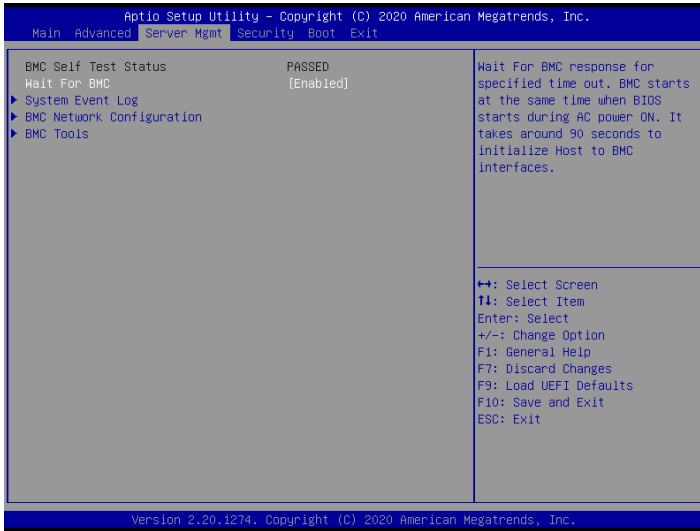 Aptio Setup Utility – Copyright (C) 2020 American Megatrends, Inc.
Main Advanced Server Mgmt Security Boot Exit
BMC Self Test Status PASSED
Wait For BMC [Enabled]
System Event Log
BMC Network Configuration
BMC Tools
Wait For BMC response for
specified time out. BMC starts
at the same time when BIOS
starts during AC power ON. It
takes around 90 seconds to
initialize Host to BMC
interfaces.
↔: Select Screen
↑↓: Select Item
Enter: Select
+/-: Change Option
F1: General Help
F7: Discard Changes
F9: Load UEFI Defaults
F10: Save and Exit
ESC: Exit
Version 2.20.1274. Copyright (C) 2020 American Megatrends, Inc.